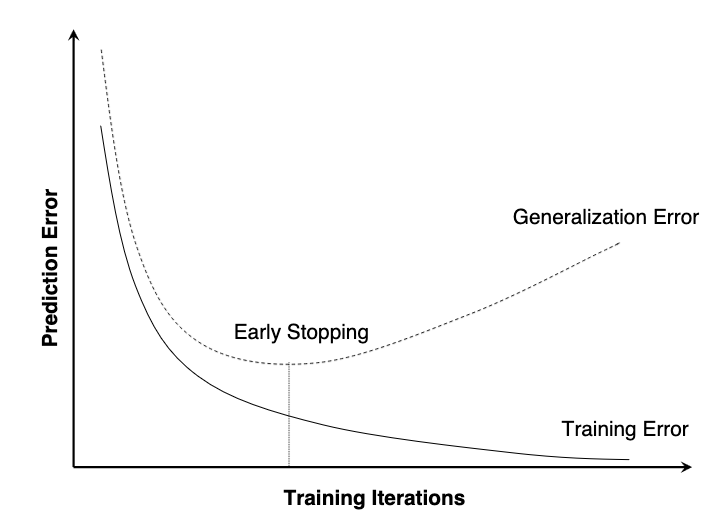 Prediction Error
Generalization Error
Early Stopping
Training Error
Training Iterations